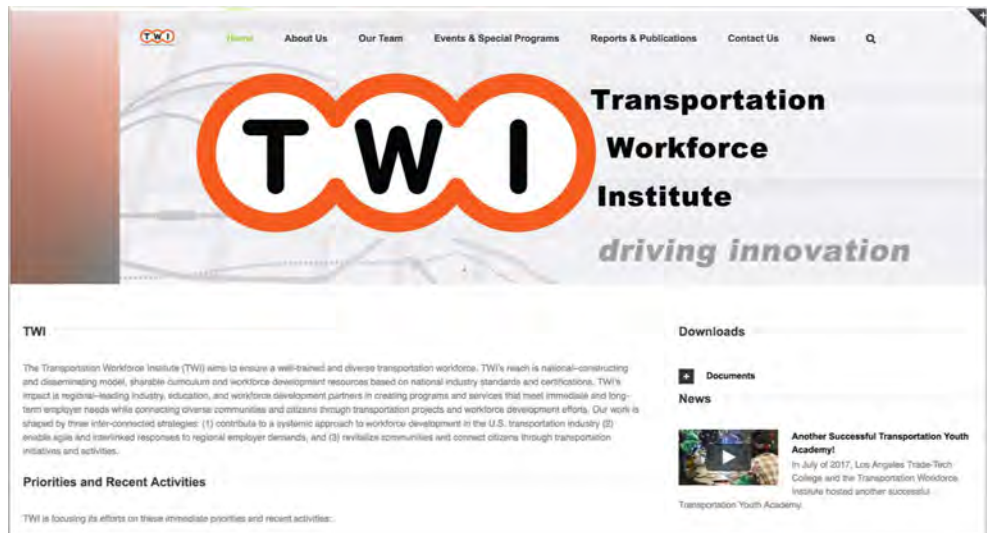 TWI
Home About Us Our Team Events & Special Programs Reports & Publications Contact Us News
TWI
Transportation
Workforce
Institute
driving innovation
TWI
The Transportation Workforce Institute (TWI) aims to ensure a well-trained and diverse transportation workforce. TWI's reach is national–constructing
and disseminating model, sharable curriculum and workforce development resources based on national industry standards and certifications. TWI's
impact is regional–leading industry, education, and workforce development partners in creating programs and services that meet immediate and long-
term employer needs while connecting diverse communities and citizens through transportation projects and workforce development efforts. Our work is
shaped by three inter-connected strategies: (1) contribute to a systemic approach to workforce development in the U.S. transportation industry (2)
enable agile and interlinked responses to regional employer demands, and (3) revitalize communities and connect citizens through transportation
initiatives and activities.
Priorities and Recent Activities
TWI is focusing its efforts on these immediate priorities and recent activities:
Downloads
+ Documents
News
Another Successful Transportation Youth
Academy!
In July of 2017, Los Angeles Trade-Tech
College and the Transportation Workforce
Institute hosted another successful
Transportation Youth Academy.